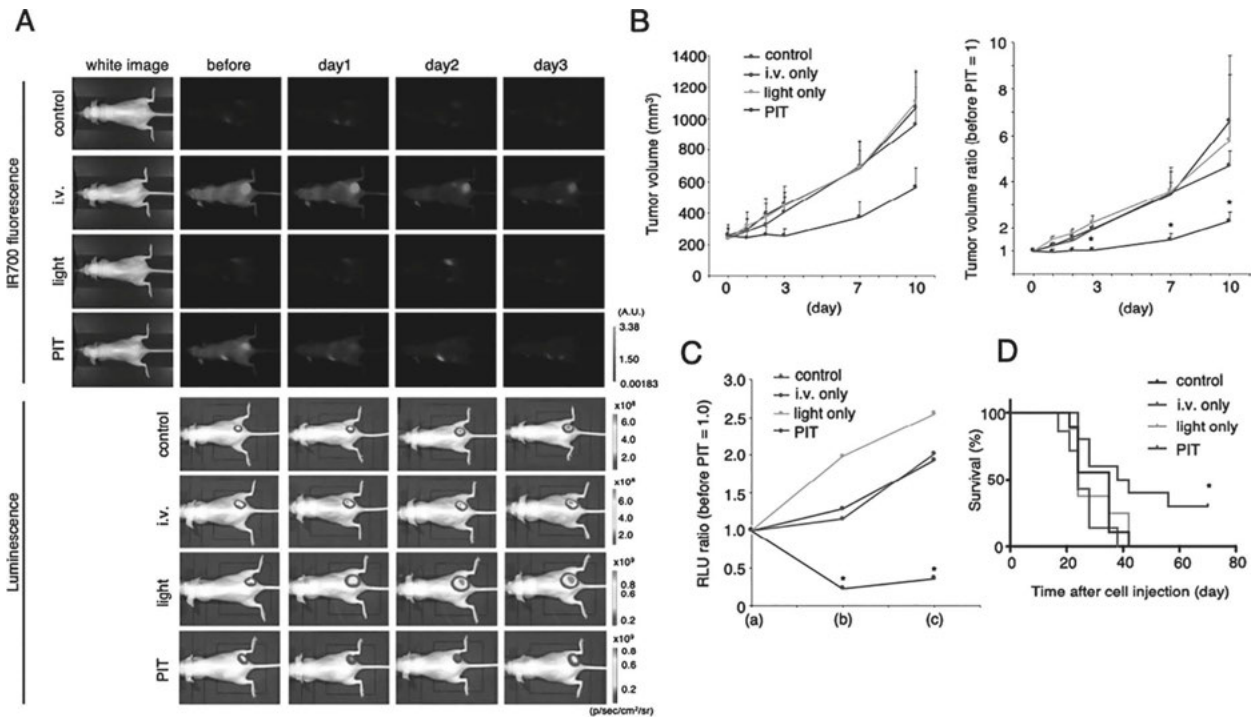 A
white image before day1 day2 day3
IR700 fluorescence
control
i.v.
light
PIT
(A.U.)
3.38
1.50
0.00183
Luminescence
control
x10⁸
6.0
4.0
2.0
i.v.
x10⁸
6.0
4.0
2.0
light
x10⁹
0.8
0.6
0.2
PIT
x10⁹
0.8
0.6
0.2
(p/sec/cm²/sr)
B
Tumor volume (mm³)
1400
1200
1000
800
600
400
200
0
control
i.v. only
light only
PIT
0 3 7 10
(day)
Tumor volume ratio (before PIT = 1)
10
8
6
4
2
1
* * *
0 3 7 10
(day)
C
RLU ratio (before PIT = 1.0)
3.0
2.5
2.0
1.5
1.0
0.5
0
control
i.v. only
light only
PIT
* *
(a) (b) (c)
D
Survival (%)
100
50
0
control
i.v. only
light only
PIT
*
0 20 40 60 80
Time after cell injection (day)